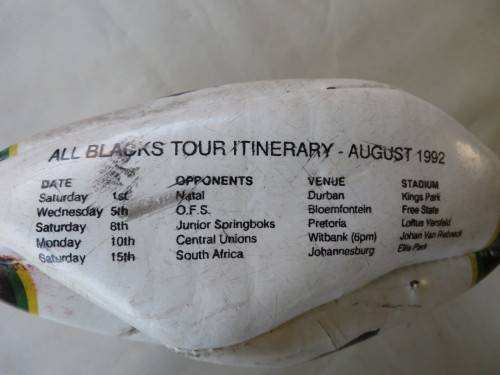 ALL BLACKS TOUR ITINERARY - AUGUST 1992
DATE OPPONENTS VENUE STADIUM
Saturday 1st Natal Durban Kings Park
Wednesday 5th O.F.S. Bloemfontein Free State
Saturday 8th Junior Springboks Pretoria Loftus Versfeld
Monday 10th Central Unions Witbank (6pm) Johan Van Riebeeck
Saturday 15th South Africa Johannesburg Ellis Park